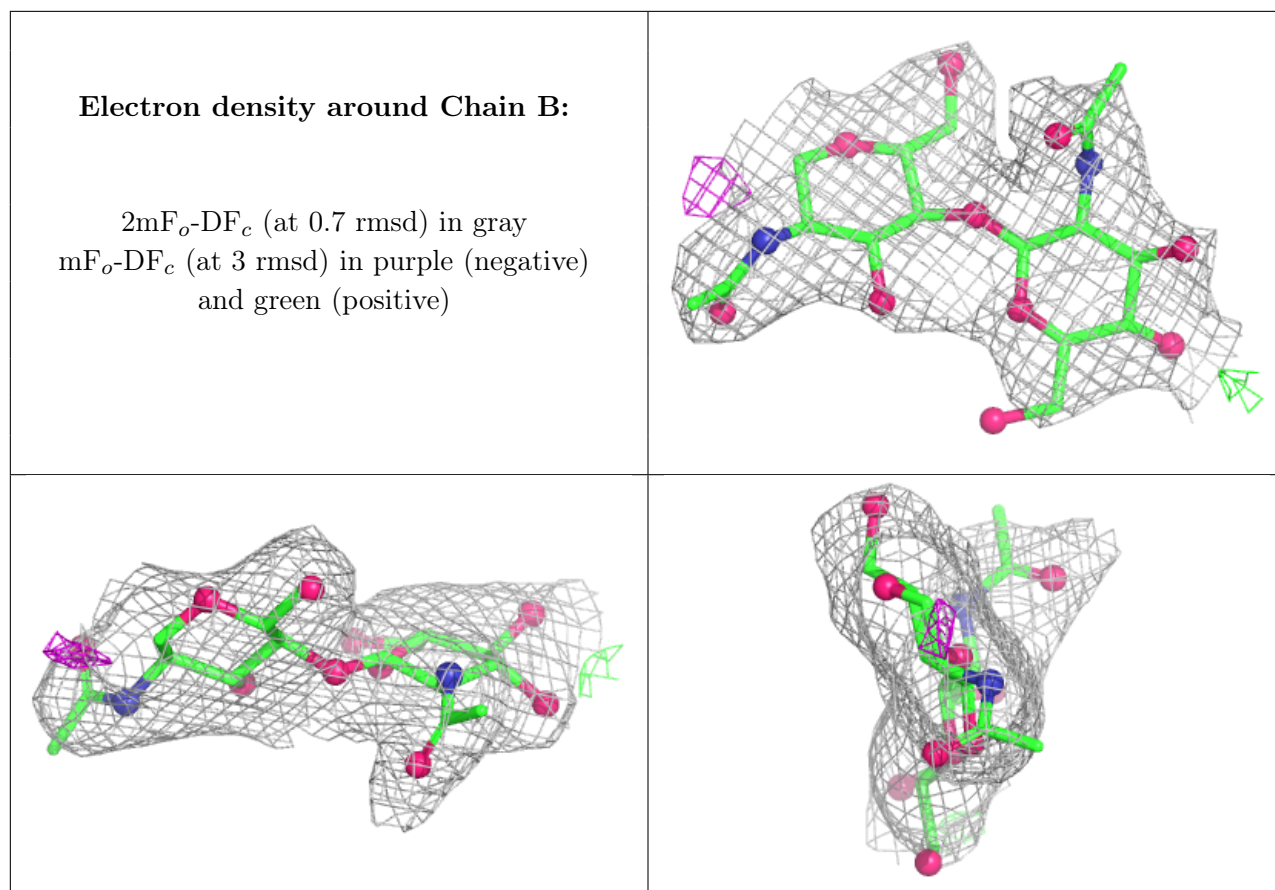 Electron density around Chain B:
2mFₒ-DF𝒸 (at 0.7 rmsd) in gray
mFₒ-DF𝒸 (at 3 rmsd) in purple (negative)
and green (positive)